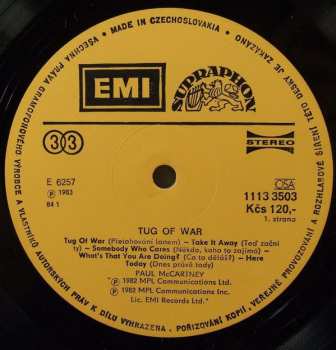 • MADE IN CZECHOSLOVAKIA •
VŠECHNA PRÁVA GRAMOFONOVÉHO VÝROBCE A VLASTNÍKŮ AUTORSKÝCH PRÁV K DÍLU VYHRAZENA. POŘIZOVÁNÍ KOPIÍ, VEŘEJNÉ PROVOZOVÁNÍ A ROZHLASOVÉ ŠÍŘENÍ TÉTO DESKY JE ZAKÁZÁNO
EMI
SUPRAPHON
33
STEREO
E 6257
℗ 1983
84 1
OSA
1113 3503
Kčs 120,-
1. strana
TUG OF WAR
Tug Of War (Přetahování lanem) – Take It Away (Teď začni
ty) – Somebody Who Cares (Někdo, koho to zajímá) –
What's That You Are Doing? (Co to děláš?) – Here
Today (Dnes právě tady)
PAUL McCARTNEY
℗ 1982 MPL Communications Inc.
© 1982 MPL Communications Ltd.
Lic. EMI Records Ltd.